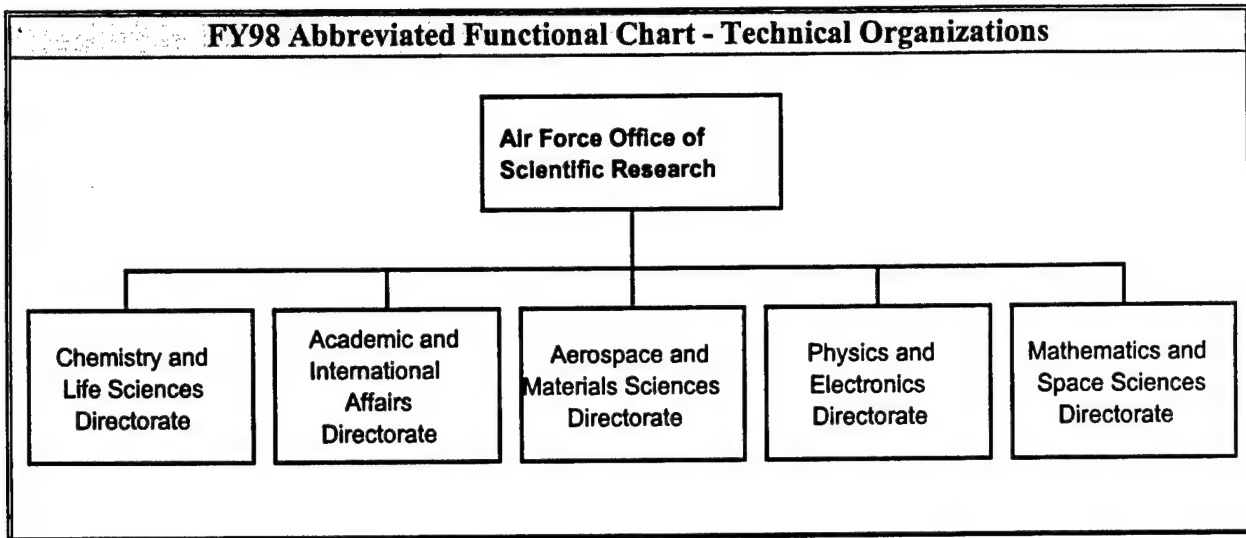 FY98 Abbreviated Functional Chart - Technical Organizations
Air Force Office of
Scientific Research
Chemistry and
Life Sciences
Directorate
Academic and
International
Affairs
Directorate
Aerospace and
Materials Sciences
Directorate
Physics and
Electronics
Directorate
Mathematics and
Space Sciences
Directorate